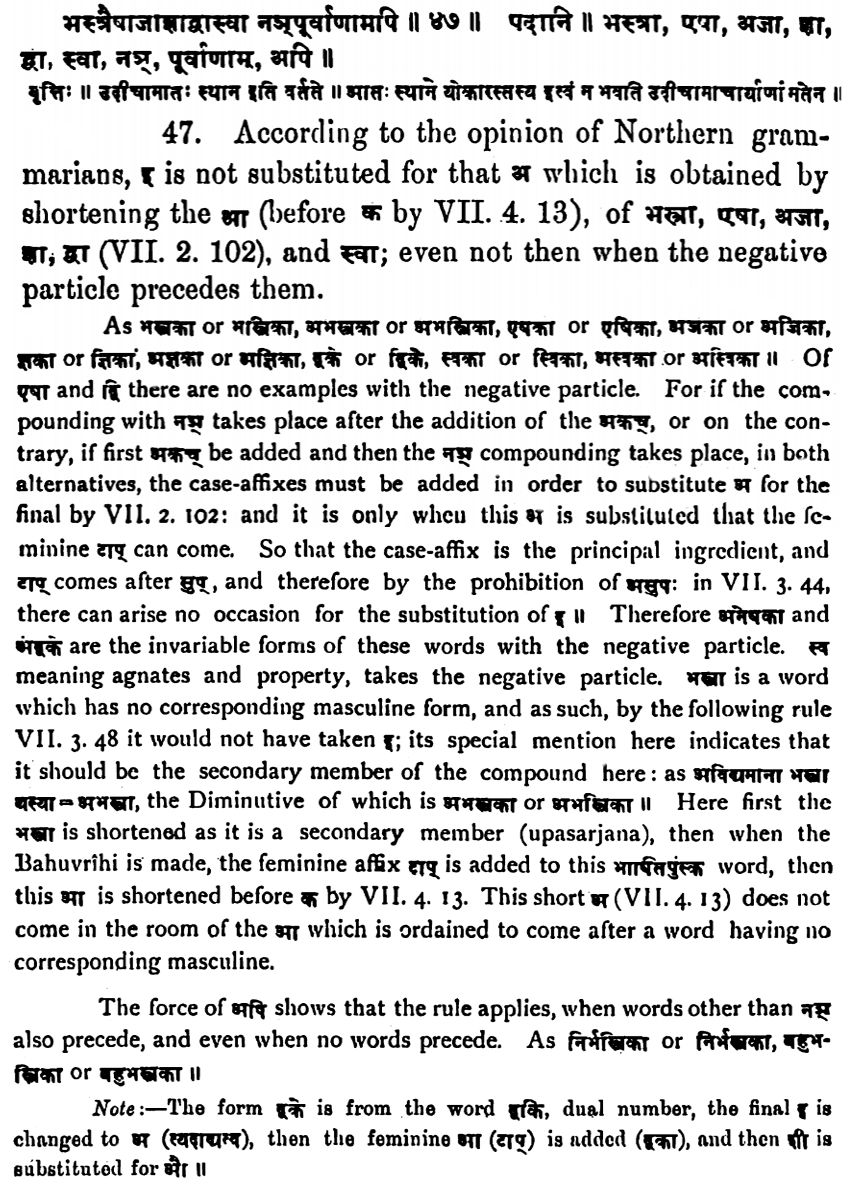 भस्त्रैषाजाज्ञाद्वास्वा नञ्पूर्वाणामपि ॥ ४७ ॥ पदानि ॥ भस्त्रा, एषा, अजा, ज्ञा,
द्वा, स्वा, नञ्, पूर्वाणाम्, अपि ॥
वृत्तिः ॥ उदीचामातः स्थान इति वर्तते ॥ आतः स्थाने योकारस्तस्य इत्वं न भवति उदीचामाचार्याणां मतेन ॥
47. According to the opinion of Northern gram-
marians, इ is not substituted for that अ which is obtained by
shortening the आ (before क by VII. 4. 13), of भस्त्रा, एषा, अजा,
ज्ञा, द्वा (VII. 2. 102), and स्वा; even not then when the negative
particle precedes them.
As भस्त्रका or भस्त्रिका, अभस्त्रका or अभस्त्रिका, एषका or एषिका, अजका or अजिका,
ज्ञका or ज्ञिका, अज्ञका or अज्ञिका, द्वके or द्विके, स्वका or स्विका, अस्वका or अस्विका ॥ Of
एषा and द्वि there are no examples with the negative particle. For if the com-
pounding with नञ् takes place after the addition of the अकच्, or on the con-
trary, if first अकच् be added and then the नञ् compounding takes place, in both
alternatives, the case-affixes must be added in order to substitute अ for the
final by VII. 2. 102: and it is only when this अ is substituted that the fe-
minine टाप् can come. So that the case-affix is the principal ingredient, and
टाप् comes after सुप्, and therefore by the prohibition of असुपः in VII. 3. 44,
there can arise no occasion for the substitution of इ ॥ Therefore अनेषका and
अद्वके are the invariable forms of these words with the negative particle. स्व
meaning agnates and property, takes the negative particle. भस्त्रा is a word
which has no corresponding masculine form, and as such, by the following rule
VII. 3. 48 it would not have taken इ; its special mention here indicates that
it should be the secondary member of the compound here: as अविद्यमाना भस्त्रा
यस्या = अभस्त्रा, the Diminutive of which is अभस्त्रका or अभस्त्रिका ॥ Here first the
भस्त्रा is shortened as it is a secondary member (upasarjana), then when the
Bahuvrîhi is made, the feminine affix टाप् is added to this भाषितपुंस्क word, then
this आ is shortened before क by VII. 4. 13. This short अ (VII. 4. 13) does not
come in the room of the आ which is ordained to come after a word having no
corresponding masculine.
The force of अपि shows that the rule applies, when words other than नञ्
also precede, and even when no words precede. As निर्भस्त्रिका or निर्भस्त्रका, बहुभ-
स्त्रिका or बहुभस्त्रका ॥
Note:—The form द्वके is from the word द्वकि, dual number, the final इ is
changed to अ (त्यदाद्यत्व), then the feminine आ (टाप्) is added (द्वका), and then शी is
substituted for औ ॥